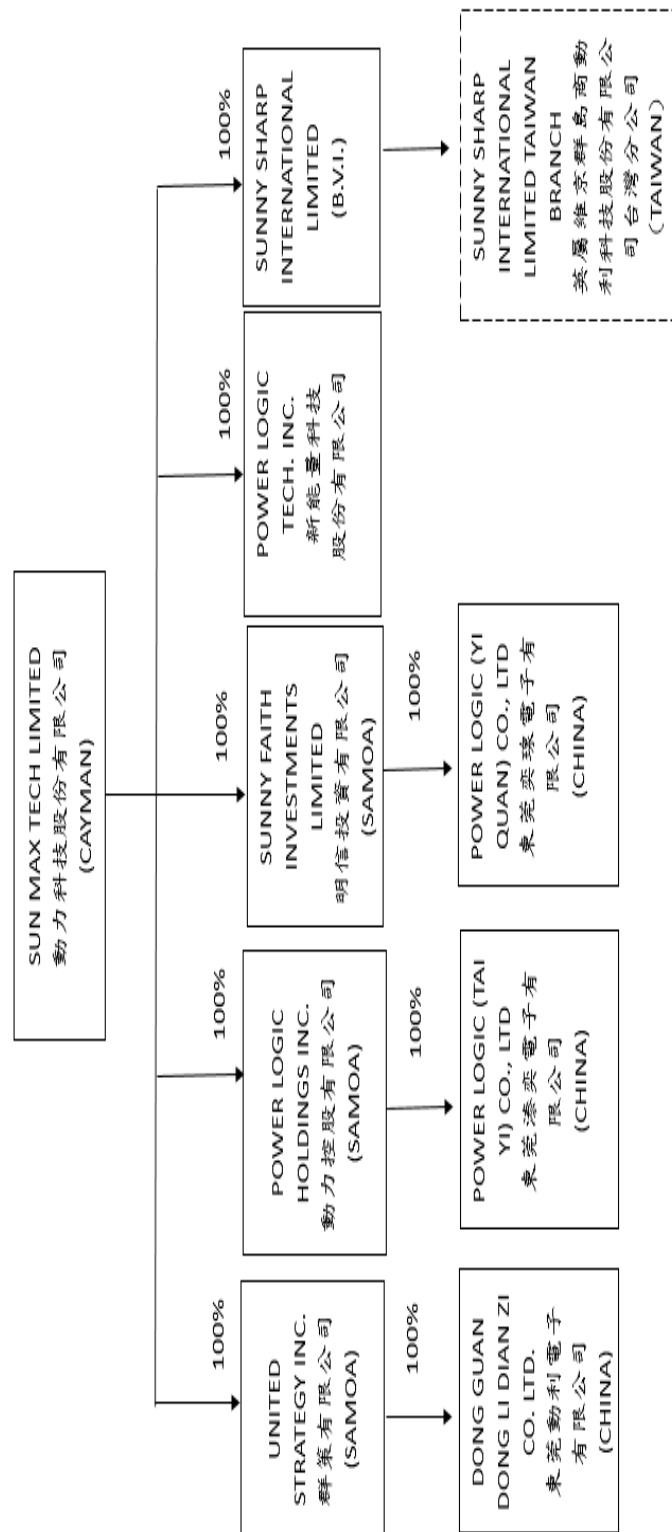 SUN MAX TECH LIMITED
動力科技股份有限公司
(CAYMAN)
100%
100%
100%
100%
100%
UNITED
STRATEGY INC.
群策有限公司
(SAMOA)
POWER LOGIC
HOLDINGS INC.
動力控股有限公司
(SAMOA)
SUNNY FAITH
INVESTMENTS
LIMITED
明信投資有限公司
(SAMOA)
POWER LOGIC
TECH. INC.
新能量科技
股份有限公司
SUNNY SHARP
INTERNATIONAL
LIMITED
(B.V.I.)
100%
100%
100%
DONG GUAN
DONG LI DIAN ZI
CO. LTD.
東莞動利電子
有限公司
(CHINA)
POWER LOGIC (TAI
YI) CO., LTD
東莞漆奕電子有
限公司
(CHINA)
POWER LOGIC (YI
QUAN) CO., LTD
東莞奕琭電子有
限公司
(CHINA)
SUNNY SHARP
INTERNATIONAL
LIMITED TAIWAN
BRANCH
英屬維京群島商動
利科技股份有限公
司台灣分公司
(TAIWAN)